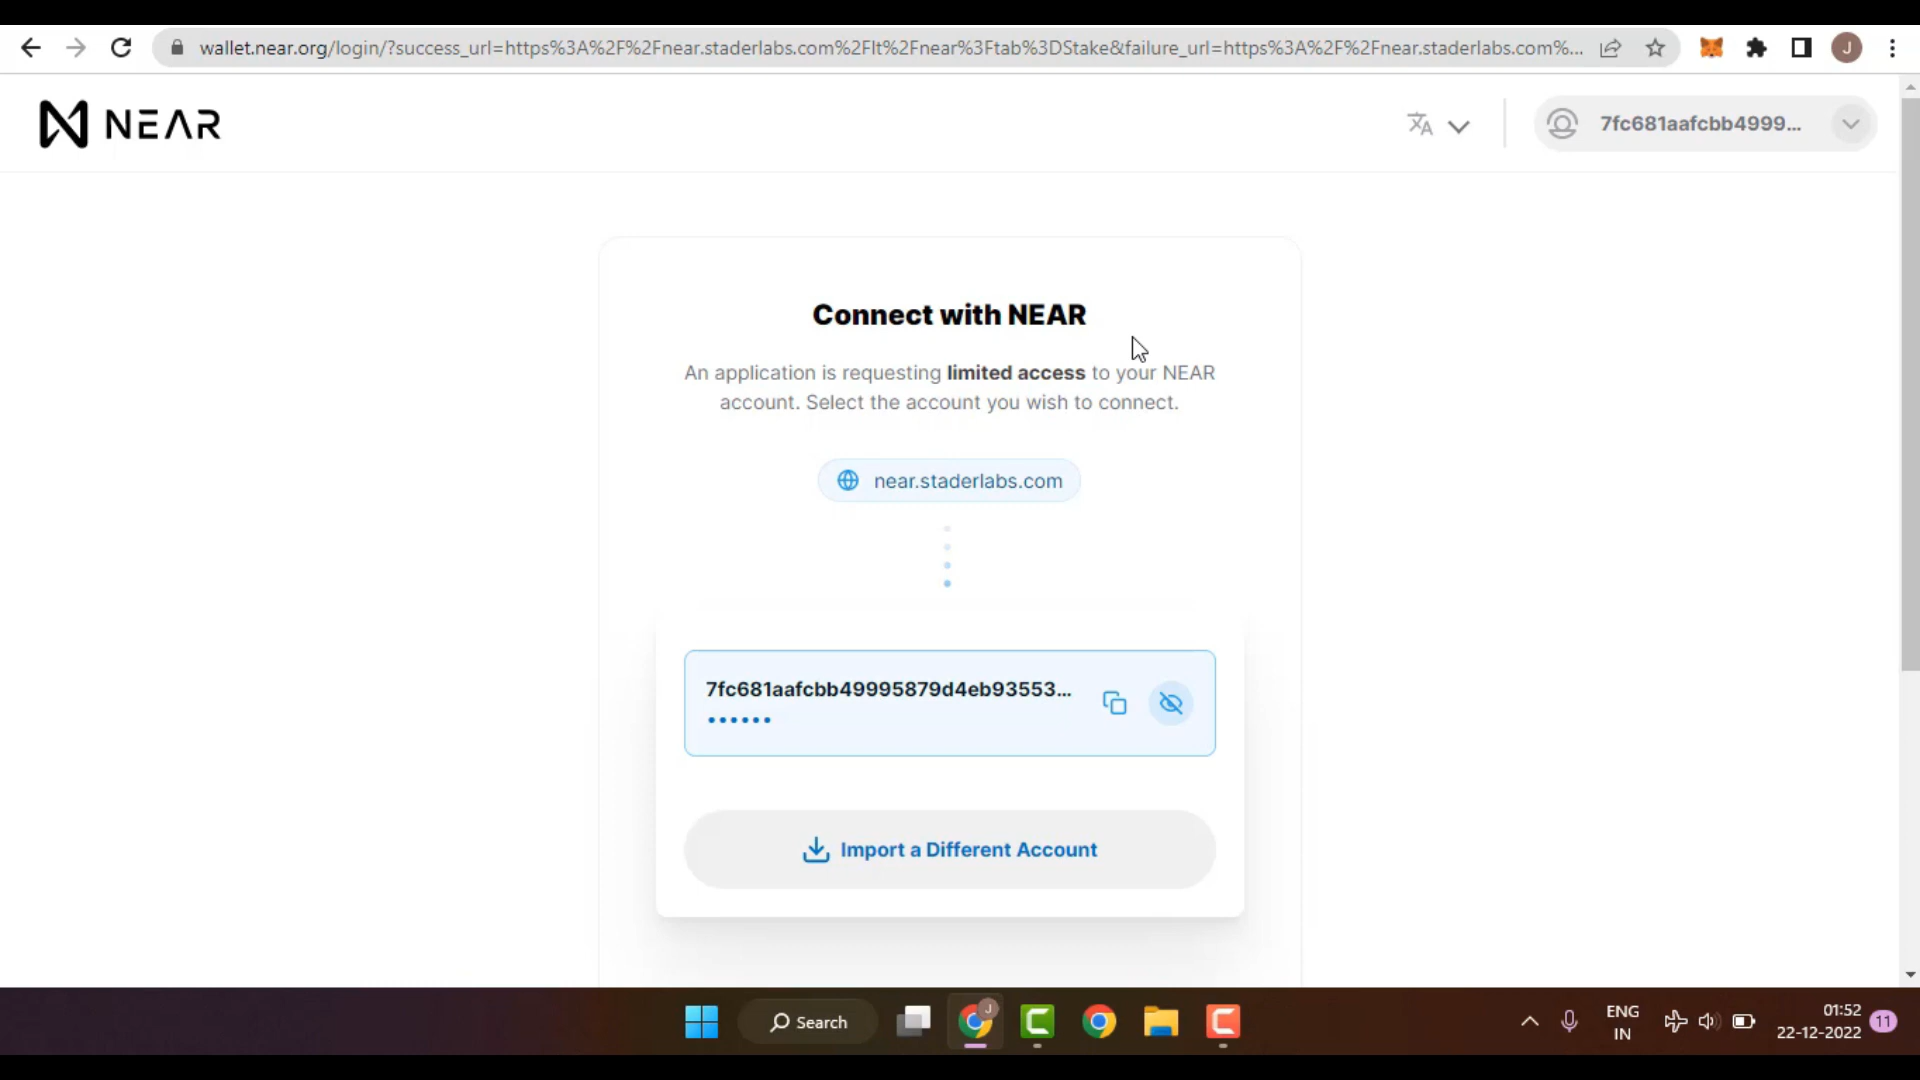 wallet.near.org/login/?success_url=https%3A%2F%2Fnear.staderlabs.com%2Flt%2Fnear%3Ftab%3DStake&failure_url=https%3A%2F%2Fnear.staderlabs.com%...
J
NEAR
7fc681aafcbb4999...
Connect with NEAR
An application is requesting limited access to your NEAR
account. Select the account you wish to connect.
near.staderlabs.com
7fc681aafcbb49995879d4eb93553...
••••••
Import a Different Account
Search
J
ENG
IN
01:52
22-12-2022
11